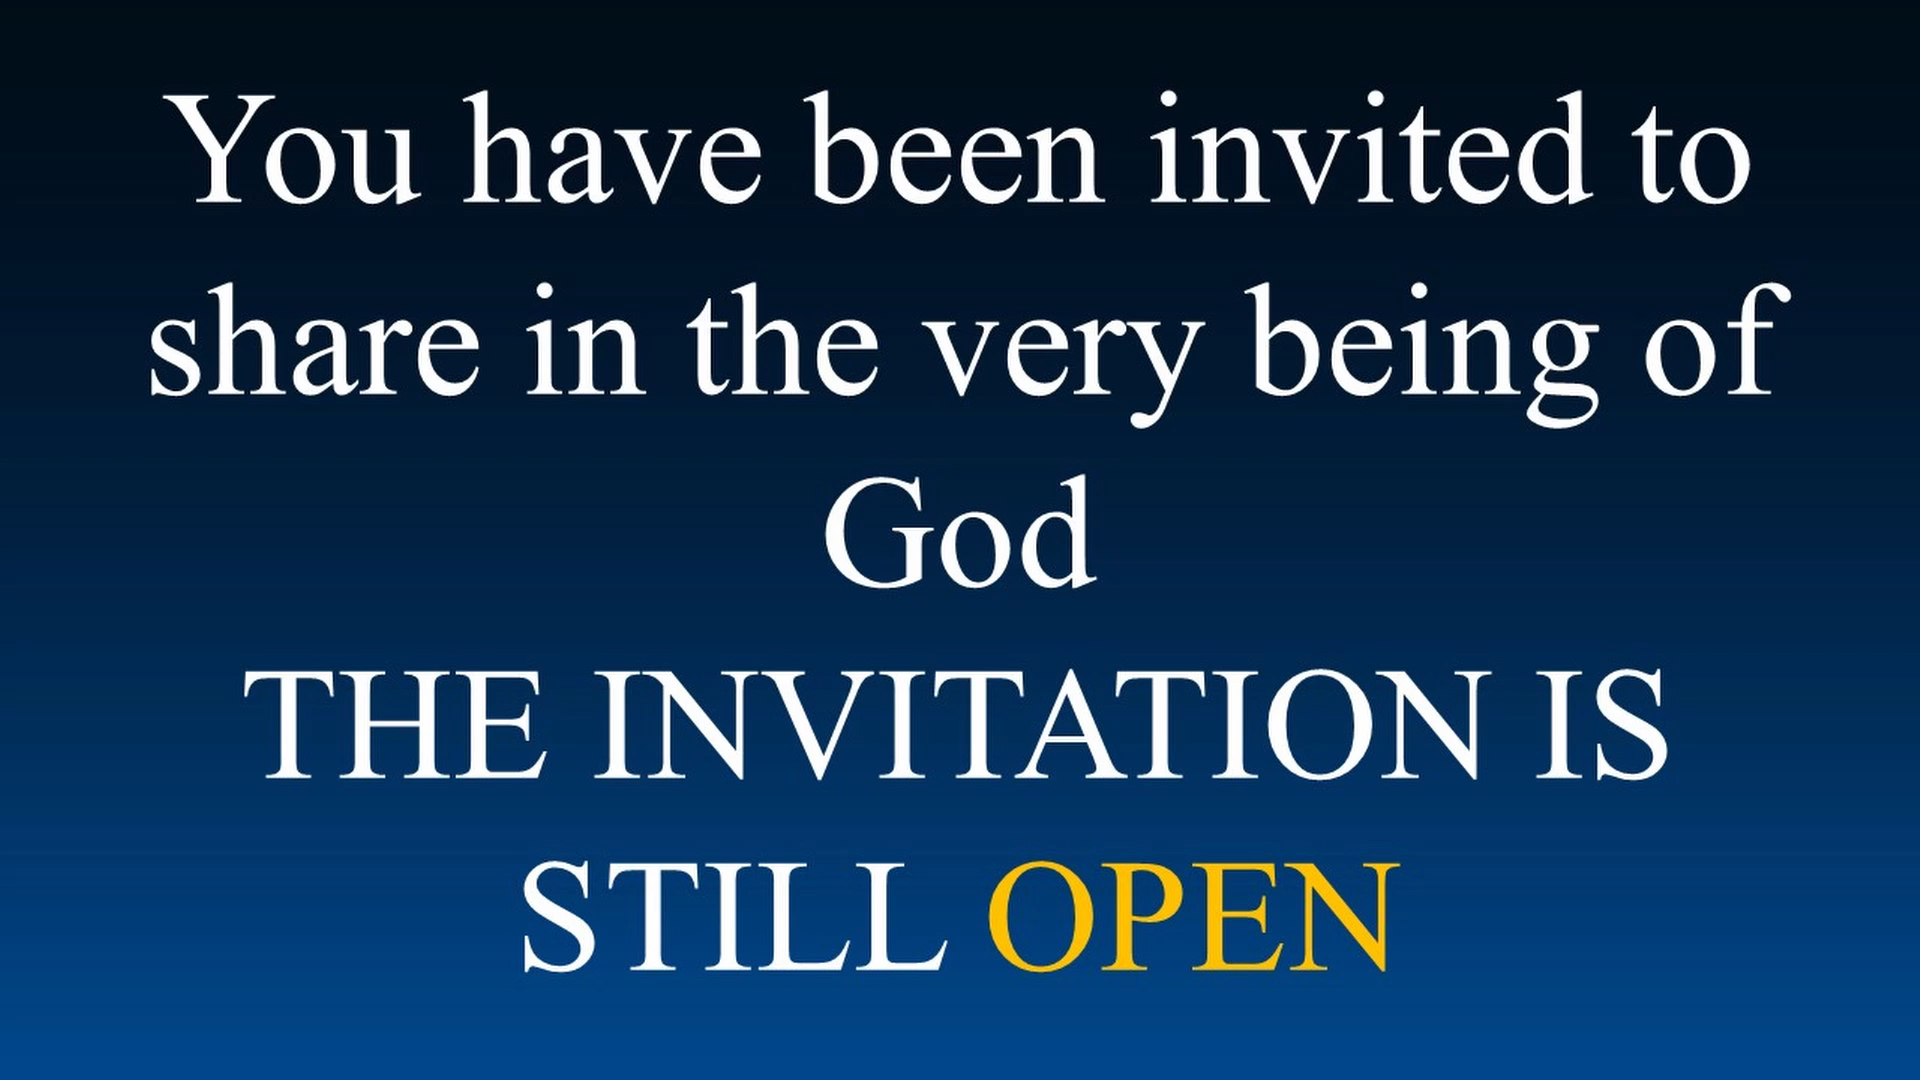 You have been invited to
share in the very being of
God
THE INVITATION IS
STILL OPEN